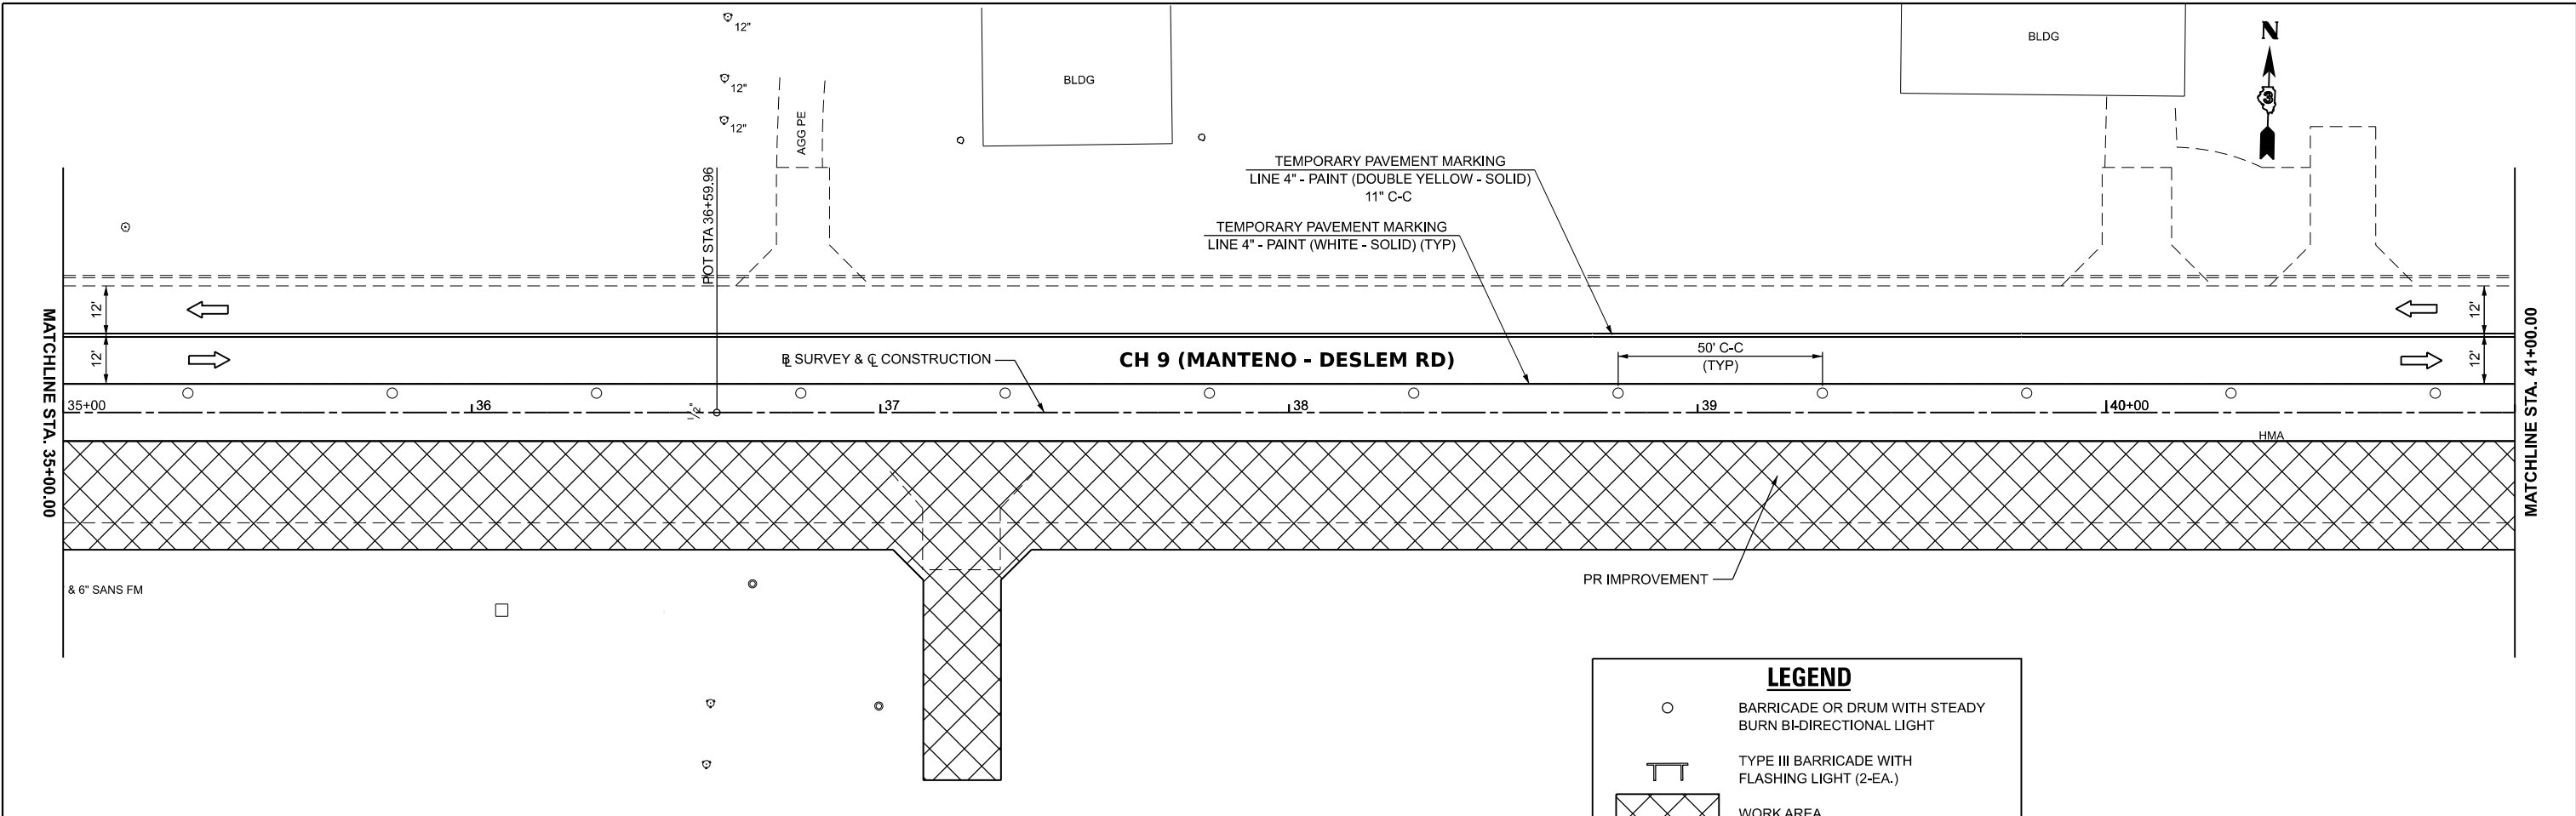 12"
12"
12"
BLDG
BLDG
N
3
AGG PE
POT STA 36+59.96
TEMPORARY PAVEMENT MARKING
LINE 4" - PAINT (DOUBLE YELLOW - SOLID)
11" C-C
TEMPORARY PAVEMENT MARKING
LINE 4" - PAINT (WHITE - SOLID) (TYP)
MATCHLINE STA. 35+00.00
12'
12'
12'
12'
MATCHLINE STA. 41+00.00
℄ SURVEY & ℄ CONSTRUCTION
CH 9 (MANTENO - DESLEM RD)
50' C-C
(TYP)
35+00
36
½"
37
38
39
40+00
HMA
PR IMPROVEMENT
& 6" SANS FM
LEGEND
BARRICADE OR DRUM WITH STEADY
BURN BI-DIRECTIONAL LIGHT
TYPE III BARRICADE WITH
FLASHING LIGHT (2-EA.)
WORK AREA